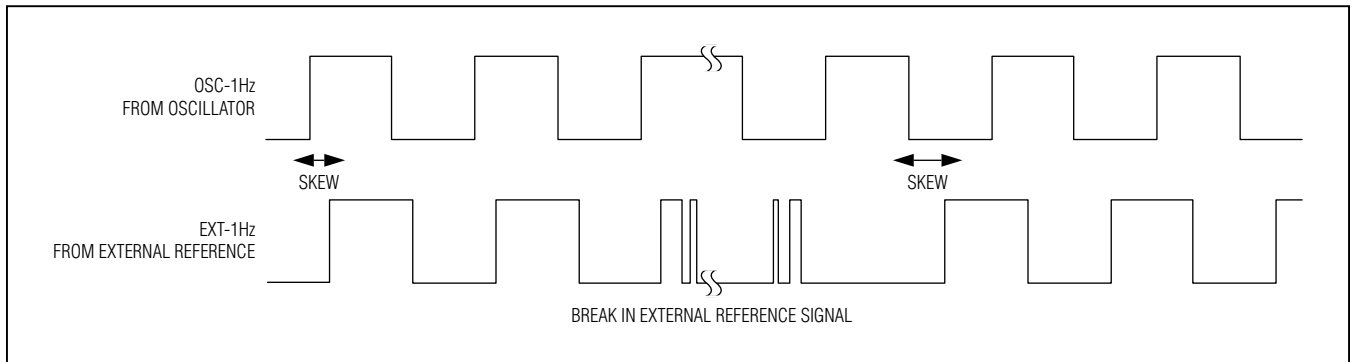 OSC-1Hz
FROM OSCILLATOR
SKEW
SKEW
EXT-1Hz
FROM EXTERNAL REFERENCE
BREAK IN EXTERNAL REFERENCE SIGNAL